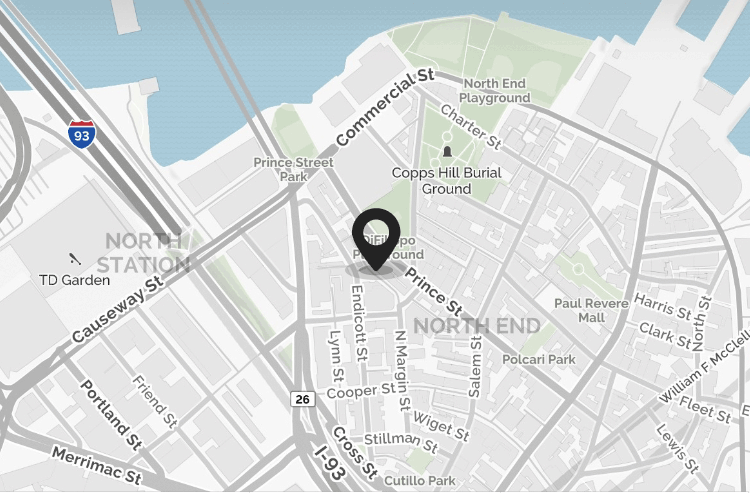 Commercial St
North End
Playground
93
Charter St
Prince Street
Park
Copps Hill Burial
Ground
NORTH
STATION
TD Garden
Causeway St
Prince St
Endicott St
Lynn St
N Margin St
NORTH END
Salem St
Paul Revere
Mall
Harris St
Clark St
North St
Polcari Park
William F McClell
Fleet St
Lewis St
26
Cooper St
Wiget St
Stillman St
Cross St
I-93
Cutillo Park
Friend St
Portland St
Merrimac St